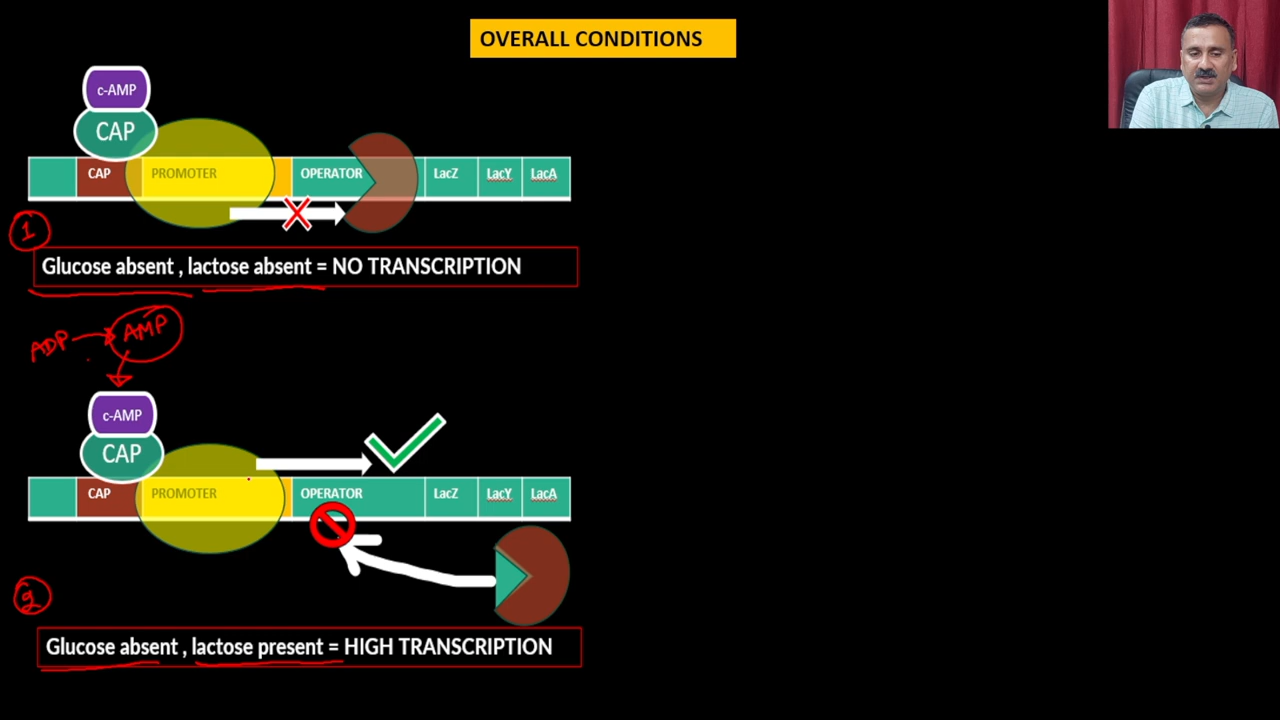 OVERALL CONDITIONS
c-AMP
CAP
CAP PROMOTER OPERATOR LacZ LacY LacA
1
Glucose absent , lactose absent = NO TRANSCRIPTION
ADP AMP
c-AMP
CAP
CAP PROMOTER OPERATOR LacZ LacY LacA
2
Glucose absent , lactose present = HIGH TRANSCRIPTION